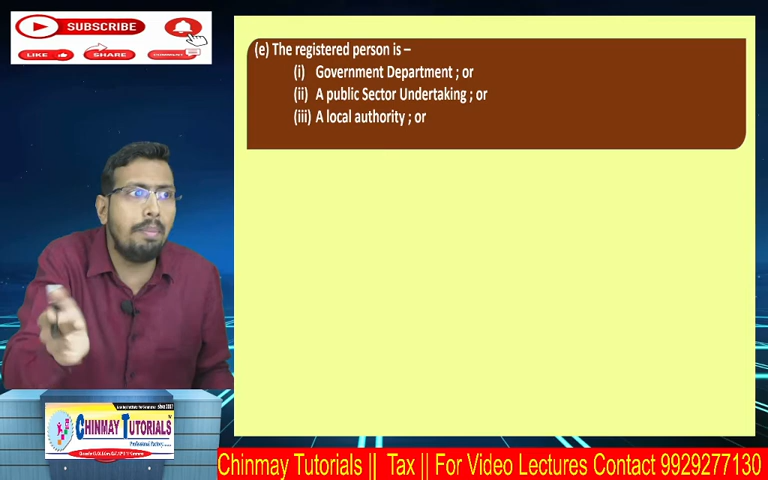 SUBSCRIBE
LIKE
SHARE
(e) The registered person is –
(i) Government Department ; or
(ii) A public Sector Undertaking ; or
(iii) A local authority ; or
CHINMAY TUTORIALS
Chinmay Tutorials || Tax || For Video Lectures Contact 9929277130